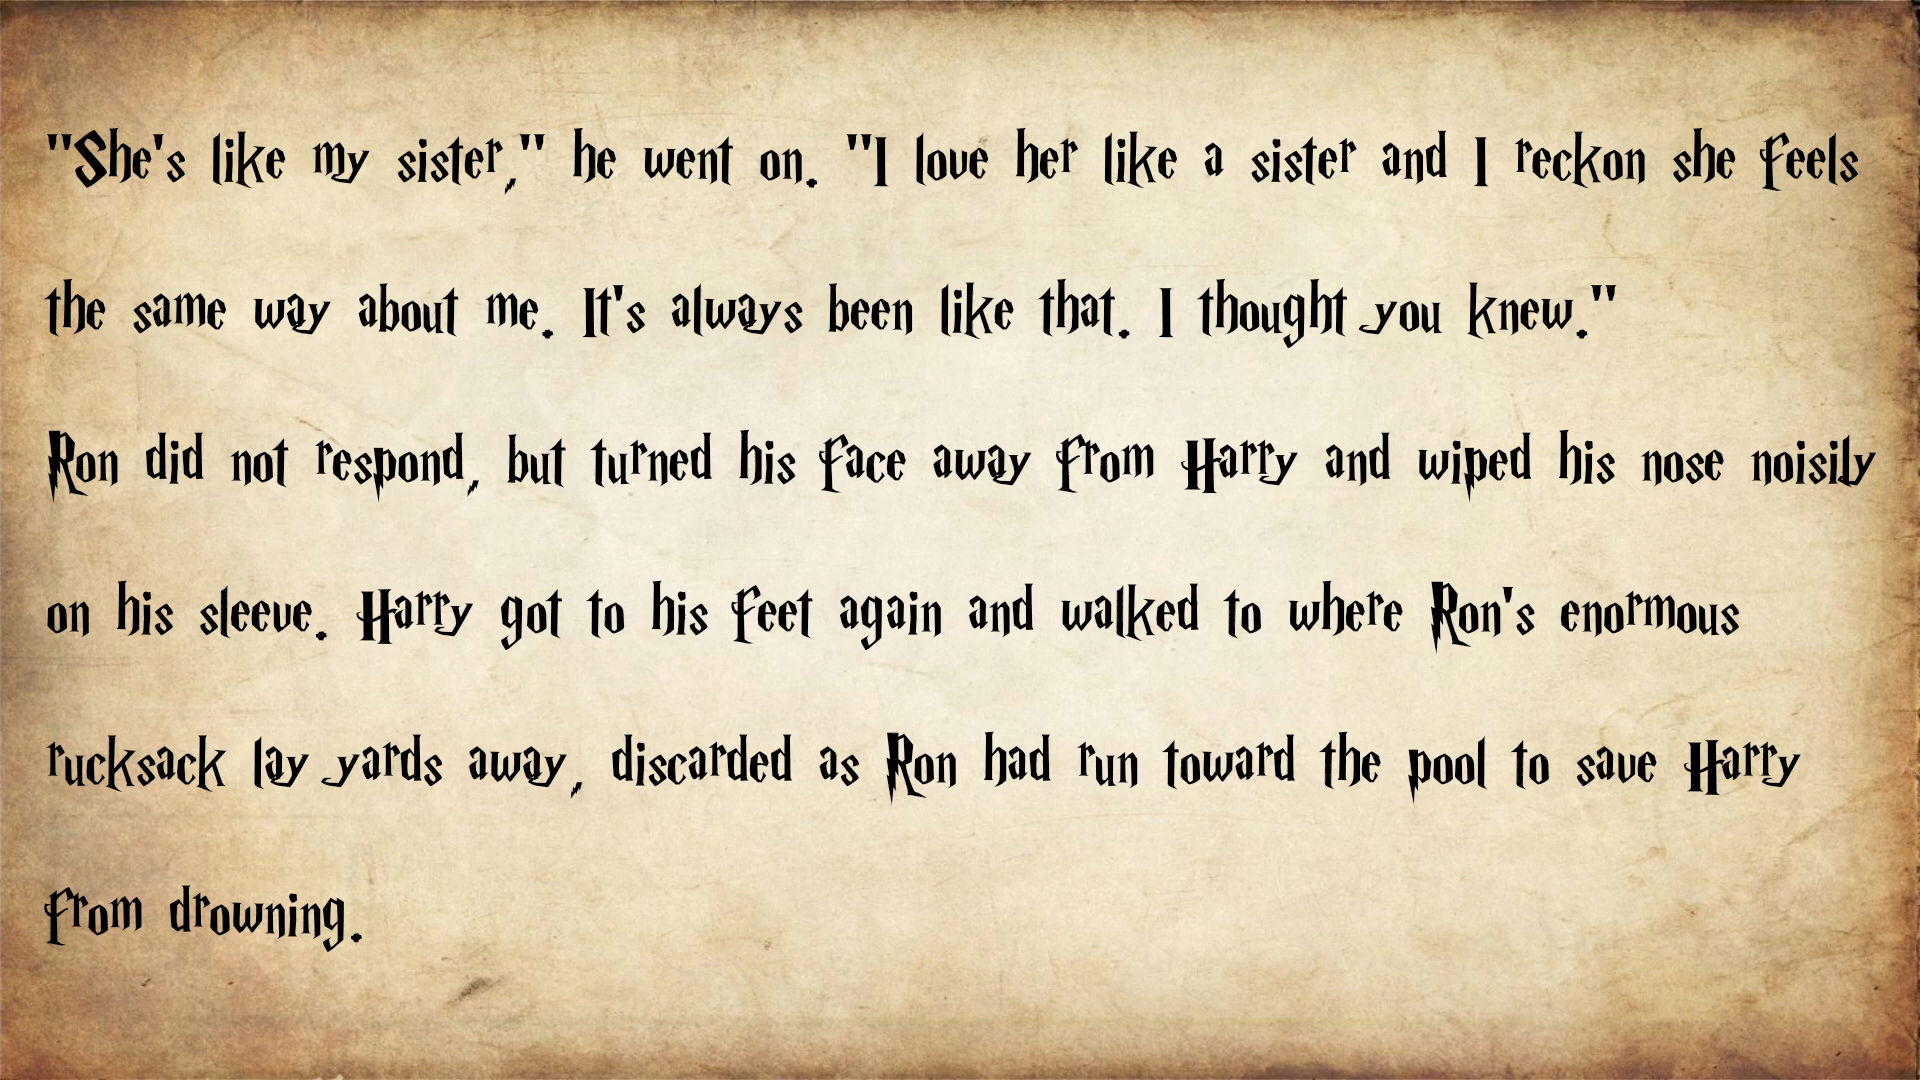 "She's like my sister," he went on. "I love her like a sister and I reckon she feels
the same way about me. It's always been like that. I thought you knew."
Ron did not respond, but turned his face away from Harry and wiped his nose noisily
on his sleeve. Harry got to his feet again and walked to where Ron's enormous
rucksack lay yards away, discarded as Ron had run toward the pool to save Harry
from drowning.